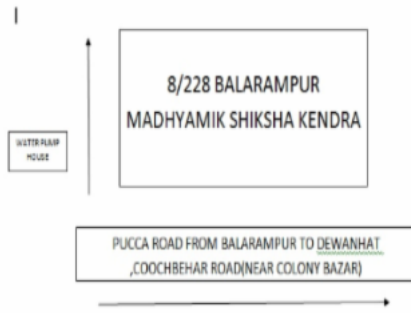 8/228 BALARAMPUR
MADHYAMIK SHIKSHA KENDRA
WATER PUMP
HOUSE
PUCCA ROAD FROM BALARAMPUR TO DEWANHAT
,COOCHBEHAR ROAD(NEAR COLONY BAZAR)